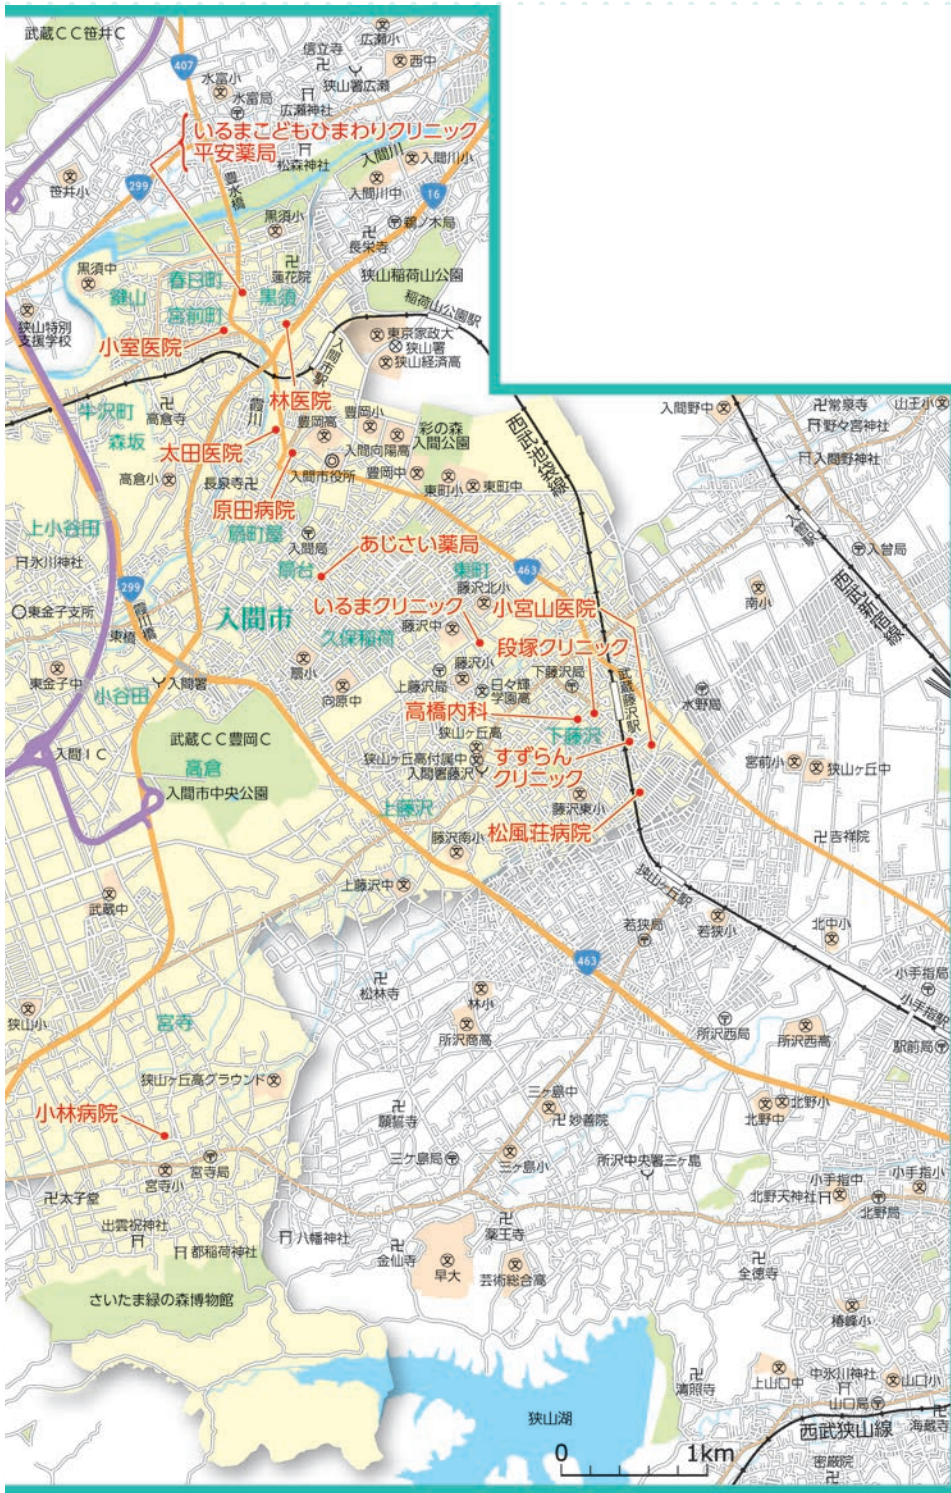 武蔵CC笹井C
407
文広瀬小
信立寺
文西中
水富小
水富局
狭山署広瀬
広瀬神社
いるまこどもひまわりクリニック
平安薬局
松森神社
入間川
入間川小
笹井小
299
豊水橋
入間川中
16
黒須小
鵜ノ木局
長栄寺
黒須中
春日町
蓮花院
狭山稲荷山公園
鍵山
黒須
宮前町
稲荷山公園駅
狭山特別
支援学校
小室医院
入間市駅
東京家政大
狭山署
狭山経済高
林医院
牛沢町
高倉寺
霞川
豊岡高
豊岡小
彩の森
入間公園
西武池袋線
入間野中
常泉寺
山王小
野々宮神社
森坂
太田医院
入間向陽高
入間野神社
高倉小
長泉寺
入間市役所
豊岡中
東町小
東町中
原田病院
上小谷田
扇町屋
入間局
あじさい薬局
入曽駅
入曽局
氷川神社
扇台
東町
463
西武新宿線
299
藤沢北小
南小
東金子支所
霞川橋
東橋
入間市
いるまクリニック
小宮山医院
久保稲荷
藤沢中
段塚クリニック
東金子中
扇小
藤沢小
下藤沢局
武蔵藤沢駅
小谷田
入間署
向原中
上藤沢局
日々輝
学園高
水野局
高橋内科
武蔵CC豊岡C
狭山ヶ丘高
下藤沢
入間IC
高倉
狭山ヶ丘高付属中
すずらん
クリニック
宮前小
狭山ヶ丘中
入間署藤沢
入間市中央公園
上藤沢
藤沢東小
松風荘病院
吉祥院
藤沢南小
狭山ヶ丘駅
上藤沢中
武蔵中
若狭局
若狭小
北中小
463
松林寺
小手指局
小手指駅
林小
狭山小
宮寺
所沢商高
所沢西局
所沢西高
駅前局
狭山ヶ丘高グラウンド
三ヶ島中
北野小
北野中
小林病院
願誓寺
妙善院
三ケ島局
三ヶ島小
所沢中央署三ヶ島
宮寺局
宮寺小
小手指中
小手指小
太子堂
北野天神社
北野局
出雲祝神社
都稲荷神社
八幡神社
薬王寺
金仙寺
早大
芸術総合高
全徳寺
さいたま緑の森博物館
椿峰小
清照寺
上山口中
中氷川神社
山口小
山口局
狭山湖
西武狭山線
海蔵寺
0
1km
密厳院